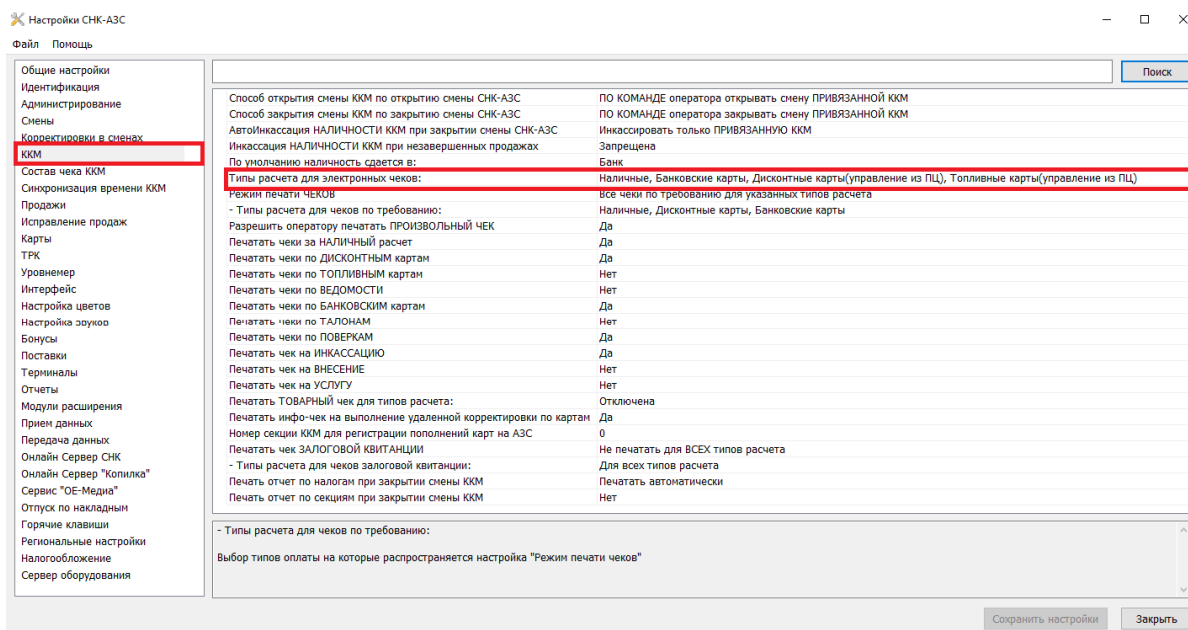 Настройки СНК-АЗС
Файл Помощь
Общие настройки
Идентификация
Администрирование
Смены
Корректировки в сменах
ККМ
Состав чека ККМ
Синхронизация времени ККМ
Продажи
Исправление продаж
Карты
ТРК
Уровнемер
Интерфейс
Настройка цветов
Настройка звуков
Бонусы
Поставки
Терминалы
Отчеты
Модули расширения
Прием данных
Передача данных
Онлайн Сервер СНК
Онлайн Сервер "Копилка"
Сервис "ОЕ-Медиа"
Отпуск по накладным
Горячие клавиши
Региональные настройки
Налогообложение
Сервер оборудования
Поиск
Способ открытия смены ККМ по открытию смены СНК-АЗС ПО КОМАНДЕ оператора открывать смену ПРИВЯЗАННОЙ ККМ
Способ закрытия смены ККМ по закрытию смены СНК-АЗС ПО КОМАНДЕ оператора закрывать смену ПРИВЯЗАННОЙ ККМ
АвтоИнкассация НАЛИЧНОСТИ ККМ при закрытии смены СНК-АЗС Инкассировать только ПРИВЯЗАННУЮ ККМ
Инкассация НАЛИЧНОСТИ ККМ при незавершенных продажах Запрещена
По умолчанию наличность сдается в: Банк
Типы расчета для электронных чеков: Наличные, Банковские карты, Дисконтные карты(управление из ПЦ), Топливные карты(управление из ПЦ)
Режим печати ЧЕКОВ Все чеки по требованию для указанных типов расчета
- Типы расчета для чеков по требованию: Наличные, Дисконтные карты, Банковские карты
Разрешить оператору печатать ПРОИЗВОЛЬНЫЙ ЧЕК Да
Печатать чеки за НАЛИЧНЫЙ расчет Да
Печатать чеки по ДИСКОНТНЫМ картам Да
Печатать чеки по ТОПЛИВНЫМ картам Нет
Печатать чеки по ВЕДОМОСТИ Нет
Печатать чеки по БАНКОВСКИМ картам Да
Печатать чеки по ТАЛОНАМ Нет
Печатать чеки по ПОВЕРКАМ Да
Печатать чек на ИНКАССАЦИЮ Да
Печатать чек на ВНЕСЕНИЕ Нет
Печатать чек на УСЛУГУ Нет
Печатать ТОВАРНЫЙ чек для типов расчета: Отключена
Печатать инфо-чек на выполнение удаленной корректировки по картам Да
Номер секции ККМ для регистрации пополнений карт на АЗС 0
Печатать чек ЗАЛОГОВОЙ КВИТАНЦИИ Не печатать для ВСЕХ типов расчета
- Типы расчета для чеков залоговой квитанции: Для всех типов расчета
Печать отчет по налогам при закрытии смены ККМ Печатать автоматически
Печать отчет по секциям при закрытии смены ККМ Нет
- Типы расчета для чеков по требованию:
Выбор типов оплаты на которые распространяется настройка "Режим печати чеков"
Сохранить настройки Закрыть